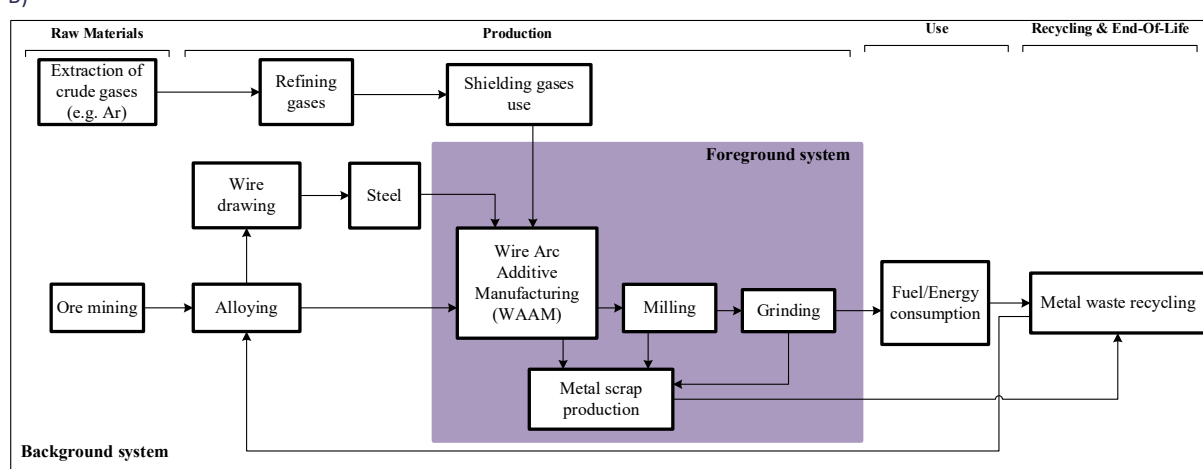 B)
Raw Materials
Production
Use
Recycling & End-Of-Life
Extraction of
crude gases
(e.g. Ar)
Refining
gases
Shielding gases
use
Foreground system
Wire
drawing
Steel
Wire Arc
Additive
Manufacturing
(WAAM)
Ore mining
Alloying
Milling
Grinding
Fuel/Energy
consumption
Metal waste recycling
Metal scrap
production
Background system